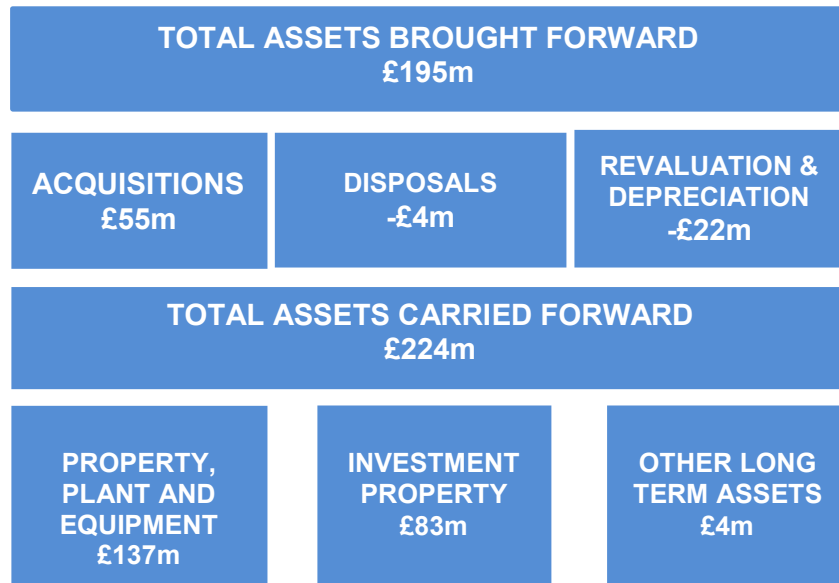 TOTAL ASSETS BROUGHT FORWARD
£195m
ACQUISITIONS
£55m
DISPOSALS
-£4m
REVALUATION &
DEPRECIATION
-£22m
TOTAL ASSETS CARRIED FORWARD
£224m
PROPERTY,
PLANT AND
EQUIPMENT
£137m
INVESTMENT
PROPERTY
£83m
OTHER LONG
TERM ASSETS
£4m